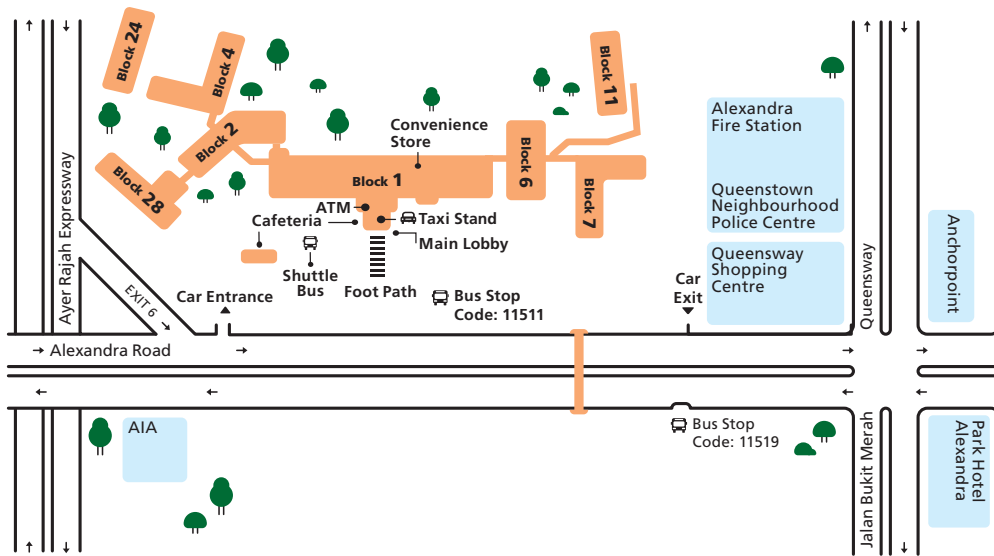 Block 24
Block 4
Block 2
Block 28
Block 11
Convenience
Store
Block 1
Block 6
Block 7
ATM
Cafeteria
Taxi Stand
Main Lobby
Shuttle
Bus
Foot Path
Bus Stop
Code: 11511
Car Entrance
Car
Exit
EXIT 6
Ayer Rajah Expressway
Alexandra Road
Alexandra
Fire Station
Queenstown
Neighbourhood
Police Centre
Queensway
Shopping
Centre
Queensway
Anchorpoint
AIA
Bus Stop
Code: 11519
Jalan Bukit Merah
Park Hotel
Alexandra